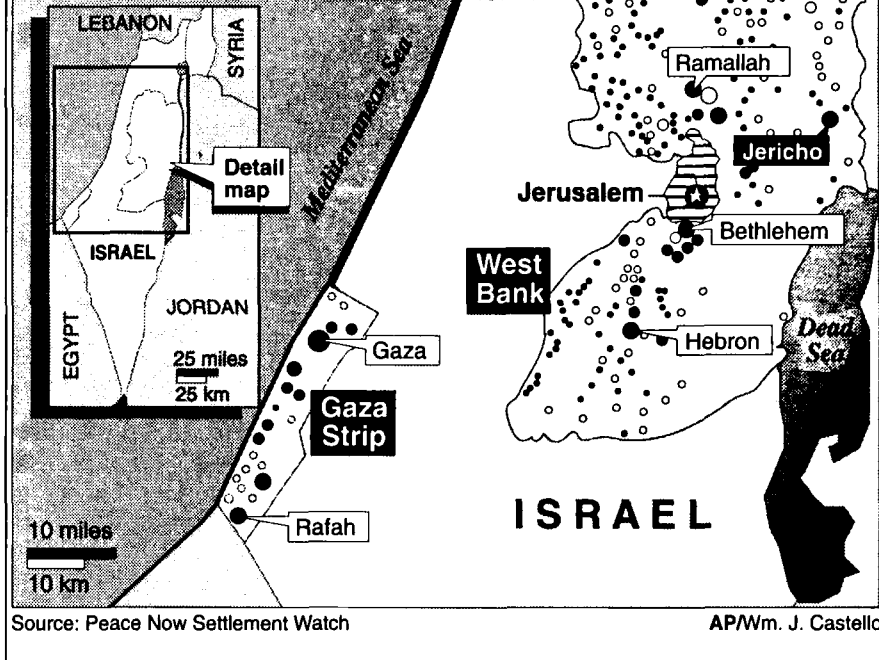 LEBANON
SYRIA
Detail
map
ISRAEL
JORDAN
EGYPT
25 miles
25 km
Mediterranean Sea
Ramallah
Jericho
Jerusalem
Bethlehem
West
Bank
Hebron
Dead
Sea
Gaza
Gaza
Strip
Rafah
ISRAEL
10 miles
10 km
Source: Peace Now Settlement Watch
AP/Wm. J. Castello